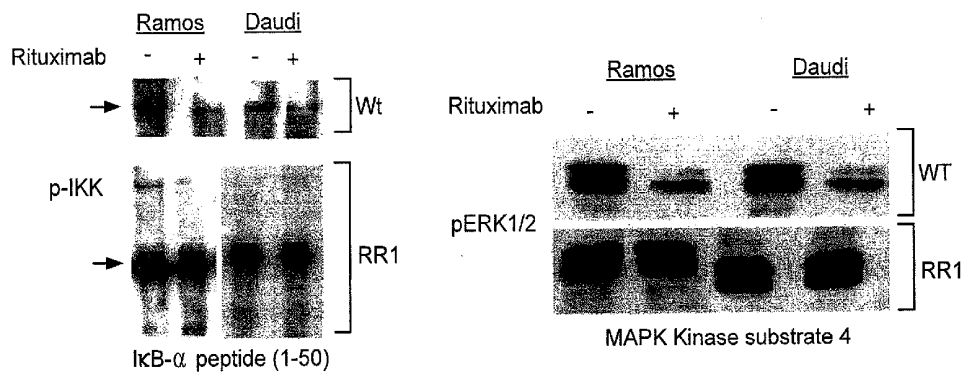 Ramos Daudi
Rituximab - + - +
Wt
p-IKK
RR1
IκB-α peptide (1-50)
Ramos Daudi
Rituximab - + - +
WT
pERK1/2
RR1
MAPK Kinase substrate 4